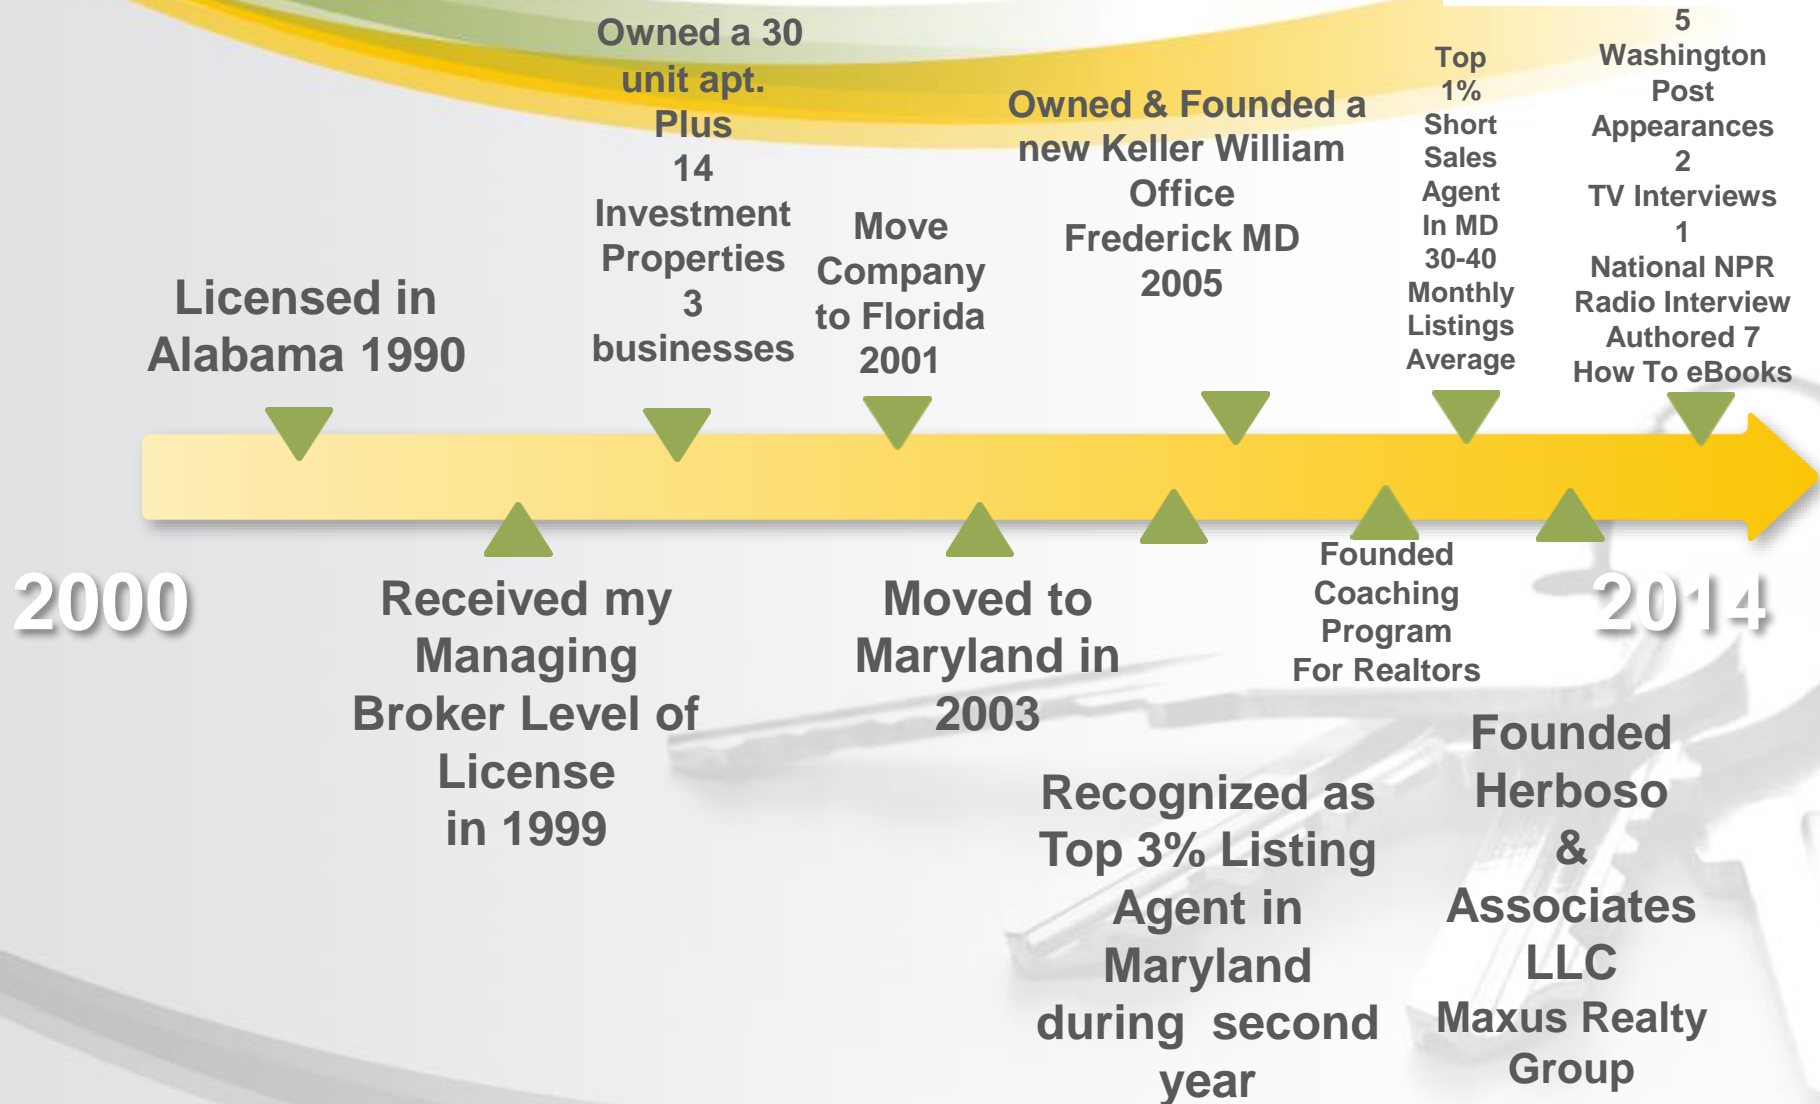 Owned a 30
unit apt.
Plus
14
Investment
Properties
3
businesses
Licensed in
Alabama 1990
Move
Company
to Florida
2001
Owned & Founded a
new Keller William
Office
Frederick MD
2005
Top
1%
Short
Sales
Agent
In MD
30-40
Monthly
Listings
Average
5
Washington
Post
Appearances
2
TV Interviews
1
National NPR
Radio Interview
Authored 7
How To eBooks
2000
Received my
Managing
Broker Level of
License
in 1999
Moved to
Maryland in
2003
Recognized as
Top 3% Listing
Agent in
Maryland
during second
year
Founded
Coaching
Program
For Realtors
2014
Founded
Herboso
&
Associates
LLC
Maxus Realty
Group